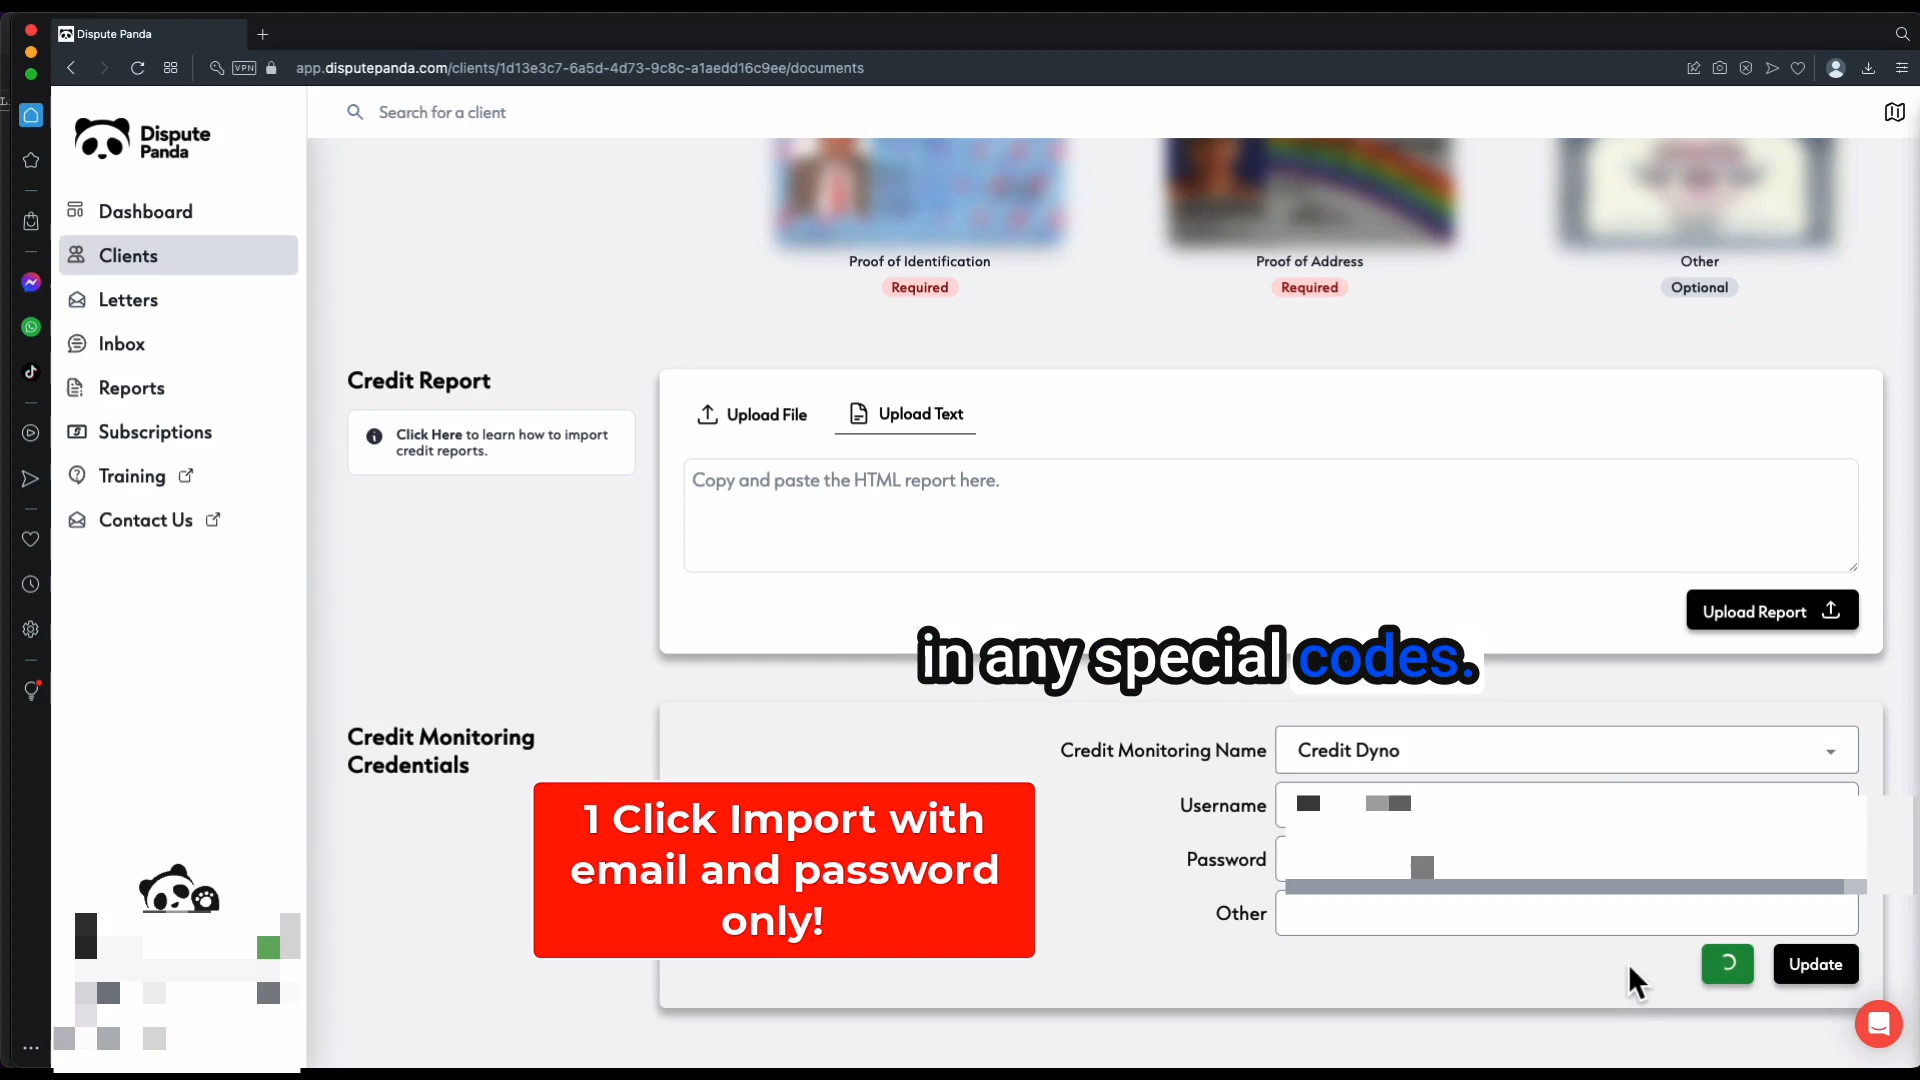 Dispute Panda
VPN
app.disputepanda.com/clients/1d13e3c7-6a5d-4d73-9c8c-a1aedd16c9ee/documents
Dispute
Panda
Search for a client
Dashboard
Clients
Letters
Inbox
Reports
Subscriptions
Training
Contact Us
Proof of Identification
Required
Proof of Address
Required
Other
Optional
Credit Report
Click Here to learn how to import
credit reports.
Upload File
Upload Text
Copy and paste the HTML report here.
Upload Report
in any special codes.
Credit Monitoring
Credentials
Credit Monitoring Name
Credit Dyno
Username
Password
Other
Update
1 Click Import with
email and password
only!